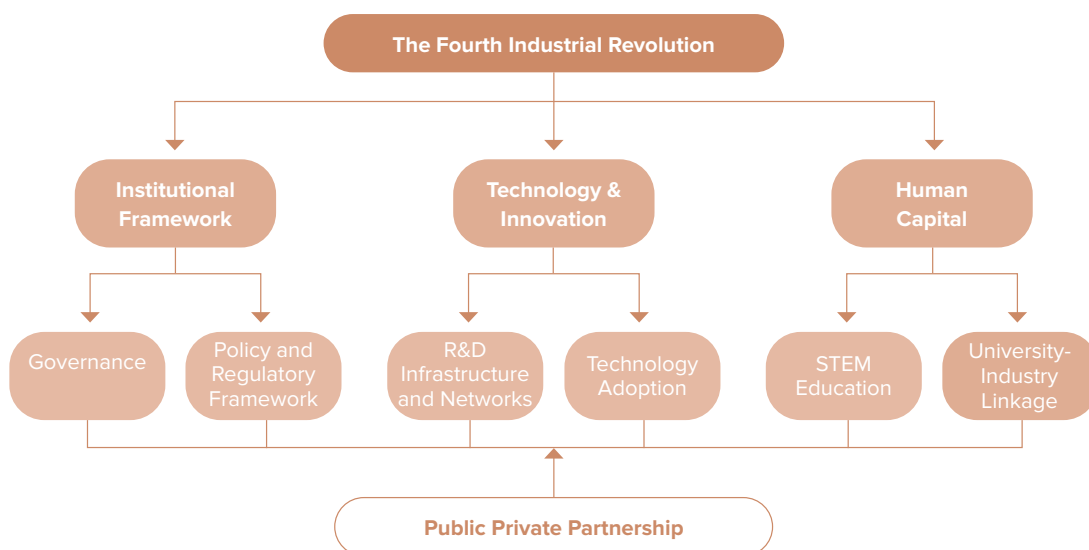 The Fourth Industrial Revolution
Institutional
Framework
Technology &
Innovation
Human
Capital
Governance
Policy and
Regulatory
Framework
R&D
Infrastructure
and Networks
Technology
Adoption
STEM
Education
University-
Industry
Linkage
Public Private Partnership